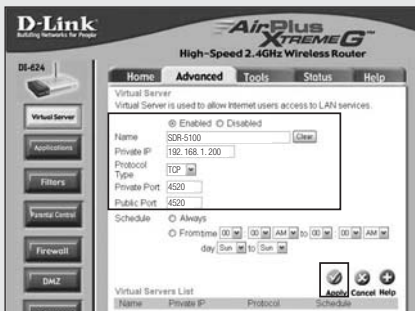 D-Link
Building Networks for People
AirPlus
XTREME G™
High-Speed 2.4GHz Wireless Router
DI-624
Home Advanced Tools Status Help
Virtual Server
Virtual Server is used to allow Internet users access to LAN services.
Enabled Disabled
Name SDR-5100 Clear
Private IP 192.168.1.200
Protocol
Type TCP
Private Port 4520
Public Port 4520
Schedule Always
From time 00 : 00 AM to 00 : 00 AM
day Sun to Sun
Apply Cancel Help
Virtual Servers List
Name Private IP Protocol Schedule
Virtual Server
Applications
Filters
Parental Control
Firewall
DMZ